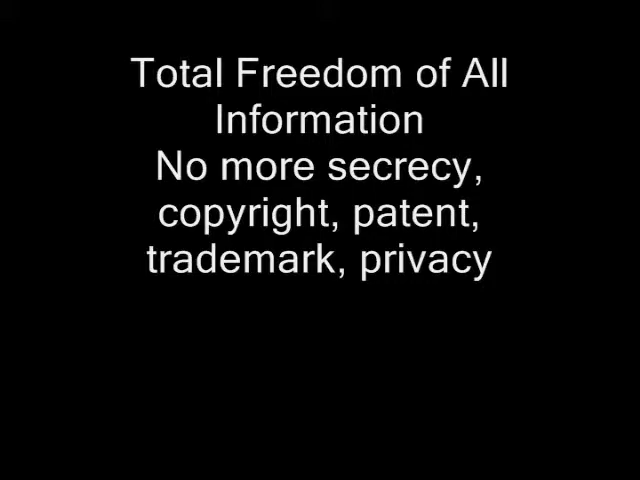 Total Freedom of All
Information
No more secrecy,
copyright, patent,
trademark, privacy